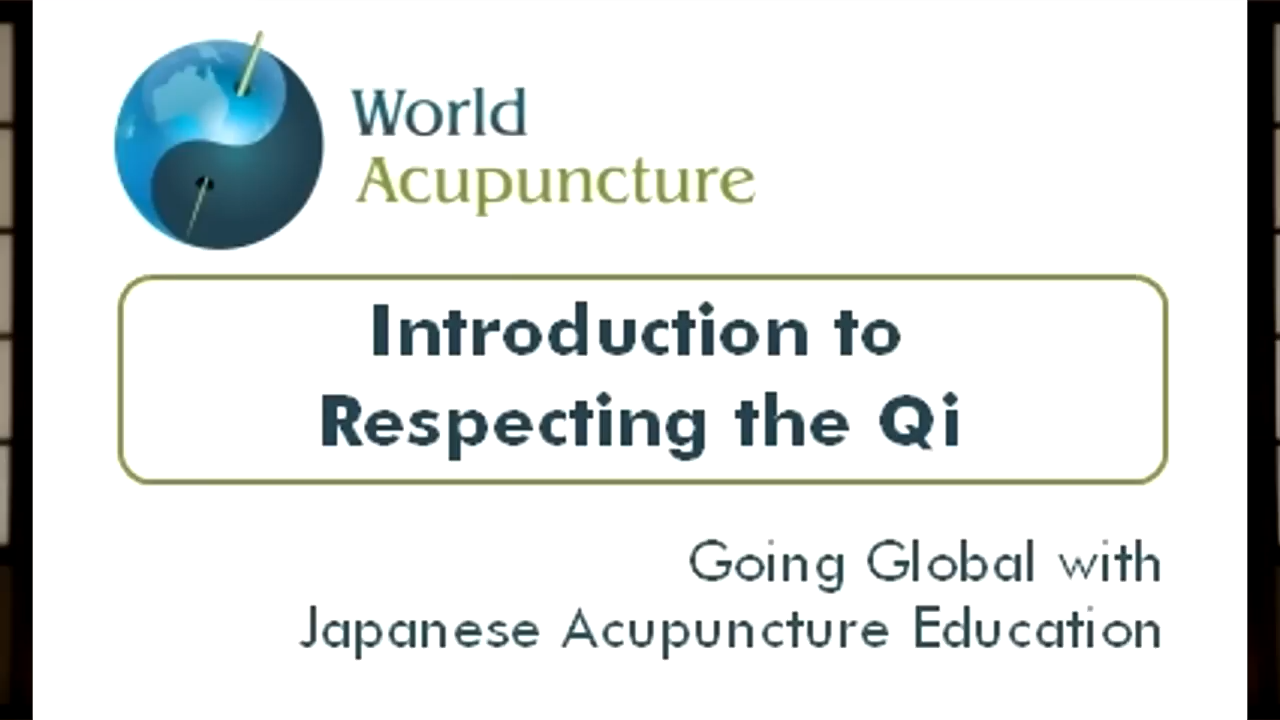 World
Acupuncture
Introduction to
Respecting the Qi
Going Global with
Japanese Acupuncture Education